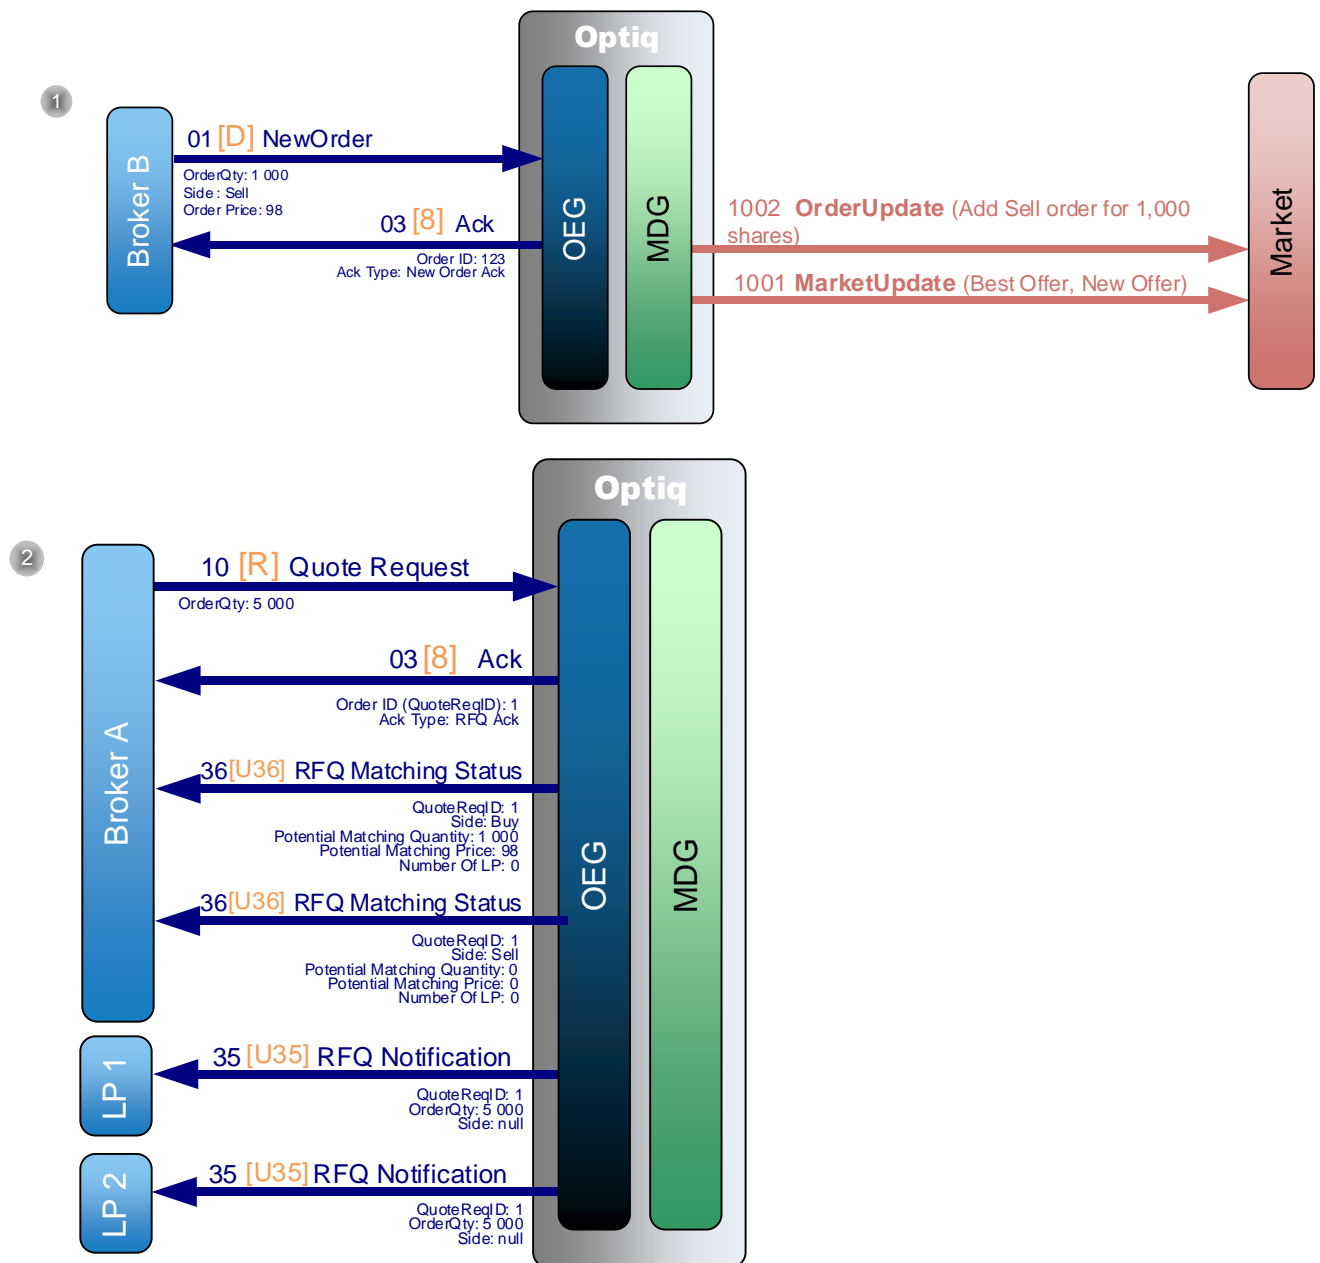 Optiq
1
01 [D] NewOrder
OrderQty: 1 000
Side : Sell
Order Price: 98
03 [8] Ack
Order ID: 123
Ack Type: New Order Ack
Broker B
OEG
MDG
1002 OrderUpdate (Add Sell order for 1,000
shares)
1001 MarketUpdate (Best Offer, New Offer)
Market
Optiq
2
10 [R] Quote Request
OrderQty: 5 000
03 [8] Ack
Order ID (QuoteReqID): 1
Ack Type: RFQ Ack
36 [U36] RFQ Matching Status
QuoteReqID: 1
Side: Buy
Potential Matching Quantity: 1 000
Potential Matching Price: 98
Number Of LP: 0
36 [U36] RFQ Matching Status
QuoteReqID: 1
Side: Sell
Potential Matching Quantity: 0
Potential Matching Price: 0
Number Of LP: 0
Broker A
OEG
MDG
35 [U35] RFQ Notification
QuoteReqID: 1
OrderQty: 5 000
Side: null
LP 1
35 [U35] RFQ Notification
QuoteReqID: 1
OrderQty: 5 000
Side: null
LP 2